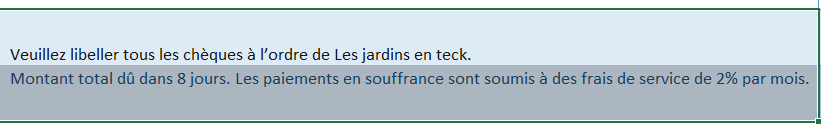 Veuillez libeller tous les chèques à l’ordre de Les jardins en teck.
Montant total dû dans 8 jours. Les paiements en souffrance sont soumis à des frais de service de 2% par mois.